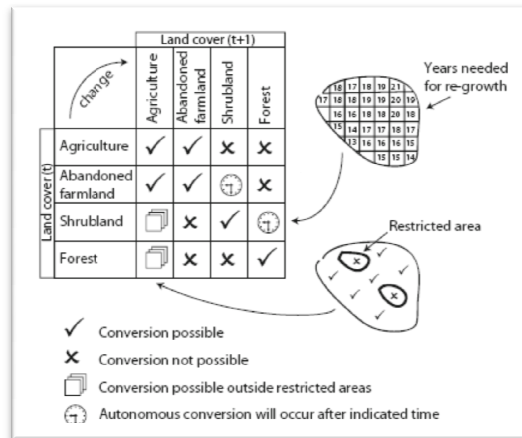 Land cover (t+1)
change
Agriculture
Abandoned
farmland
Shrubland
Forest
Land cover (t)
Agriculture
Abandoned
farmland
Shrubland
Forest
18 17 18 19 21
17 18 18 19 19 20 19
16 16 18 18 20 18
15 14 17 17 18 17
13 16 16 16 15
15 15 14
Years needed
for re-growth
Restricted area
Conversion possible
Conversion not possible
Conversion possible outside restricted areas
Autonomous conversion will occur after indicated time